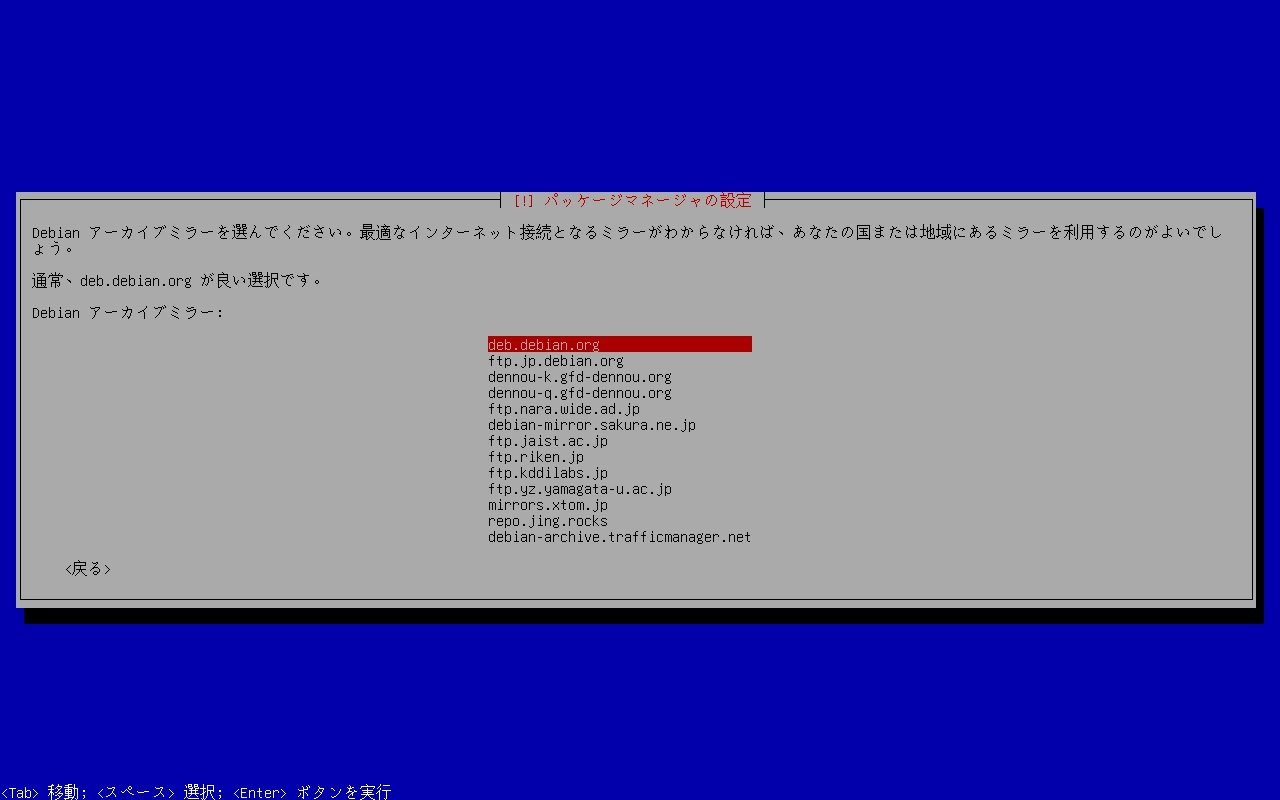 [!] パッケージマネージャの設定
Debian アーカイブミラーを選んでください。最適なインターネット接続となるミラーがわからなければ、あなたの国または地域にあるミラーを利用するのがよいでし
ょう。
通常、deb.debian.org が良い選択です。
Debian アーカイブミラー:
deb.debian.org
ftp.jp.debian.org
dennou-k.gfd-dennou.org
dennou-q.gfd-dennou.org
ftp.nara.wide.ad.jp
debian-mirror.sakura.ne.jp
ftp.jaist.ac.jp
ftp.riken.jp
ftp.kddilabs.jp
ftp.yz.yamagata-u.ac.jp
mirrors.xtom.jp
repo.jing.rocks
debian-archive.trafficmanager.net
<戻る>
<Tab> 移動; <スペース> 選択; <Enter> ボタンを実行